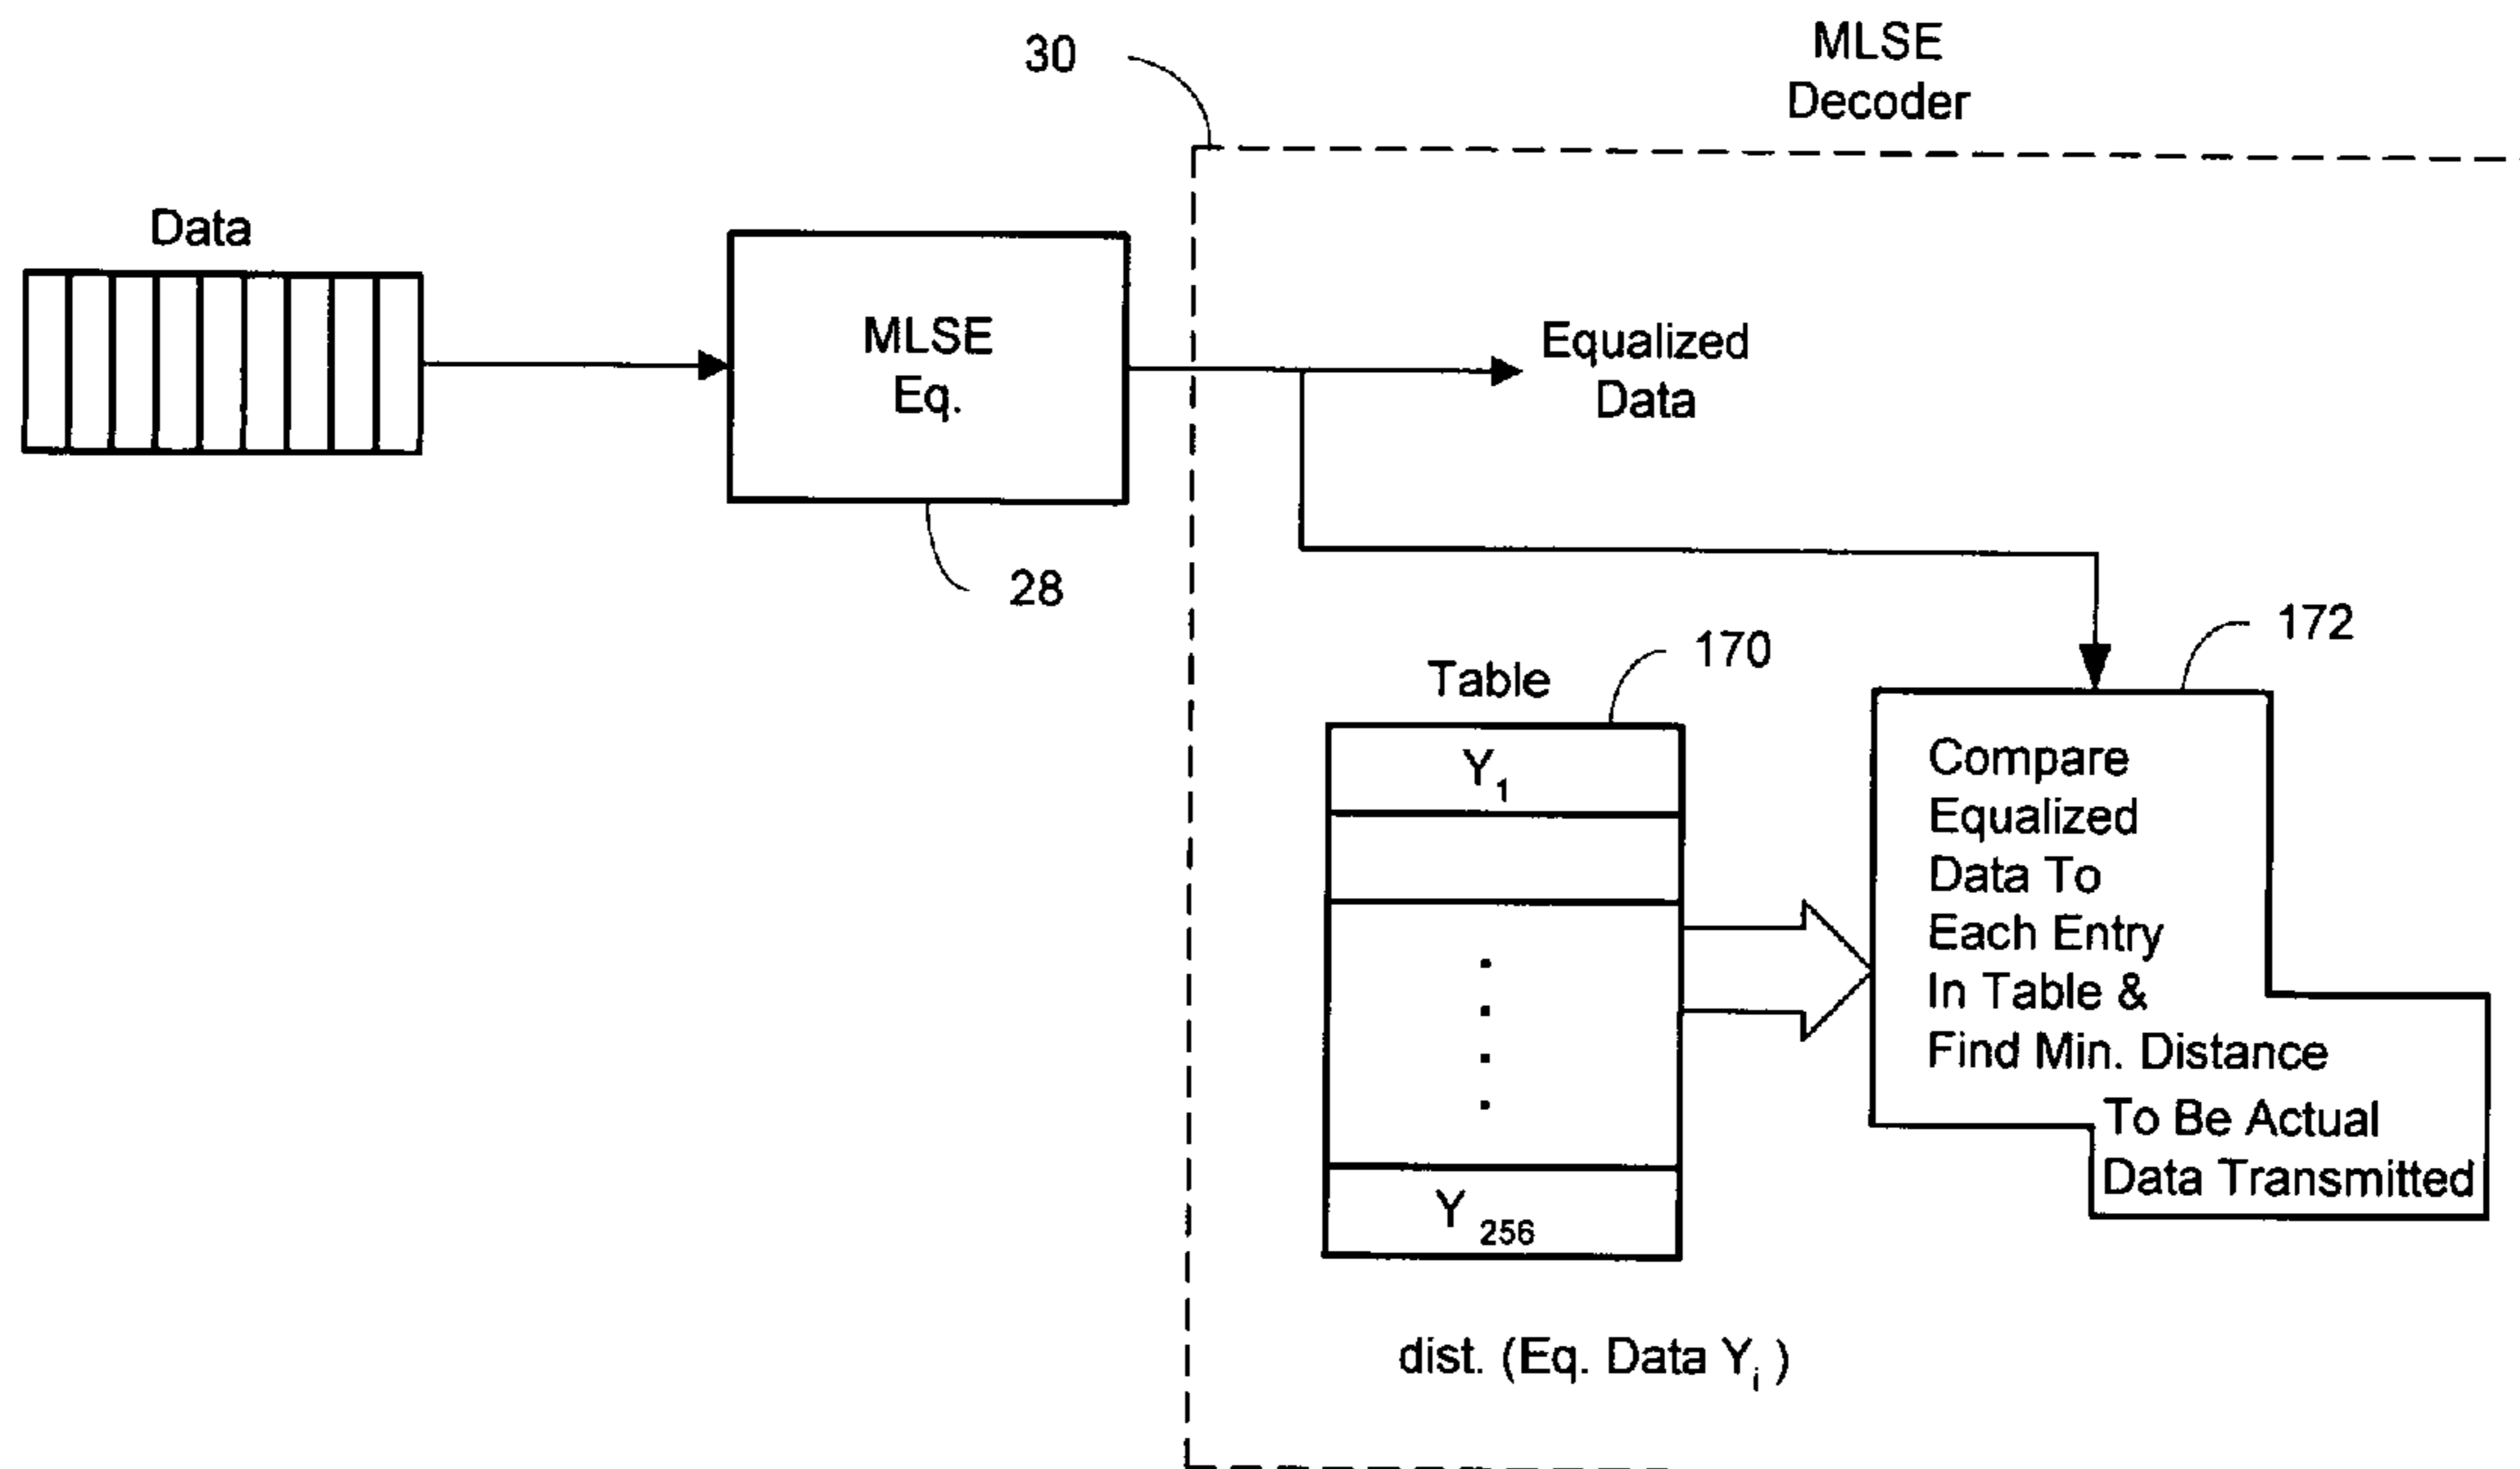 30
MLSE
Decoder
Data
MLSE
Eq.
Equalized
Data
28
172
170
Table
Y1
Compare
Equalized
Data To
Each Entry
In Table &
Find Min. Distance
To Be Actual
Data Transmitted
Y256
dist. (Eq. Data Yi )